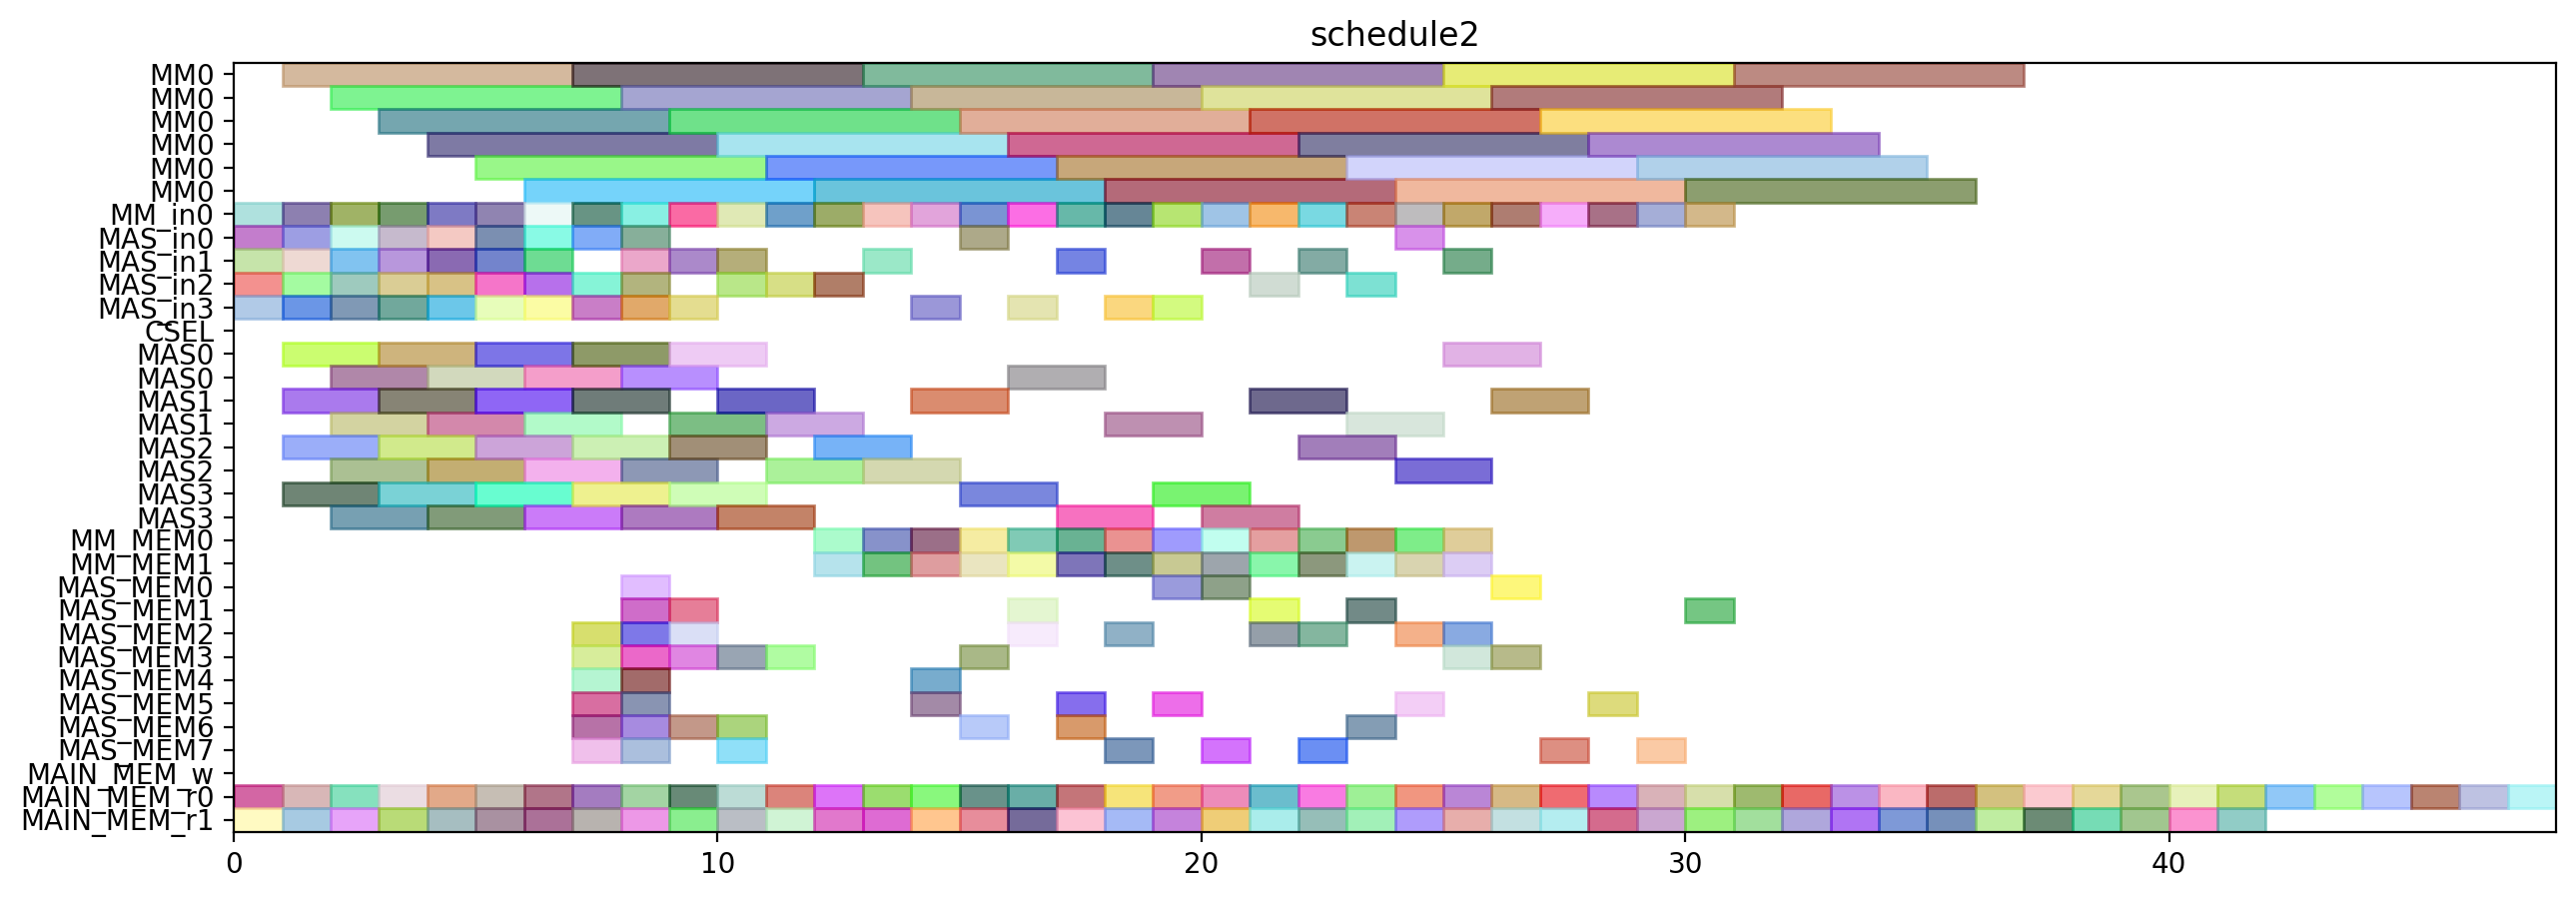 schedule2
MM0
MM0
MM0
MM0
MM0
MM0
MM_in0
MAS_in0
MAS_in1
MAS_in2
MAS_in3
CSEL
MAS0
MAS0
MAS1
MAS1
MAS2
MAS2
MAS3
MAS3
MM_MEM0
MM_MEM1
MAS_MEM0
MAS_MEM1
MAS_MEM2
MAS_MEM3
MAS_MEM4
MAS_MEM5
MAS_MEM6
MAS_MEM7
MAIN_MEM_w
MAIN_MEM_r0
MAIN_MEM_r1
0 10 20 30 40